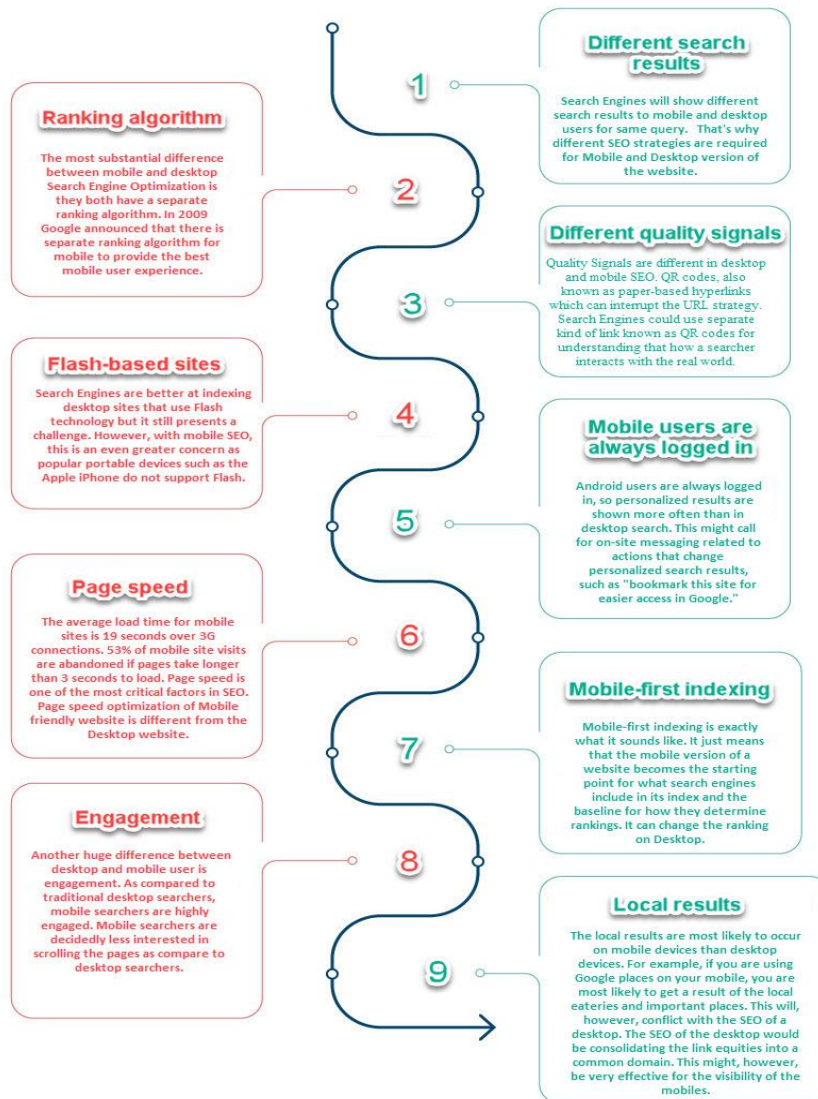 1
Different search
results
Search Engines will show different
search results to mobile and desktop
users for same query. That's why
different SEO strategies are required
for Mobile and Desktop version of
the website.
2
Ranking algorithm
The most substantial difference
between mobile and desktop
Search Engine Optimization is
they both have a separate
ranking algorithm. In 2009
Google announced that there is
separate ranking algorithm for
mobile to provide the best
mobile user experience.
3
Different quality signals
Quality Signals are different in desktop
and mobile SEO. QR codes, also
known as paper-based hyperlinks
which can interrupt the URL strategy.
Search Engines could use separate
kind of link known as QR codes for
understanding that how a searcher
interacts with the real world.
4
Flash-based sites
Search Engines are better at indexing
desktop sites that use Flash
technology but it still presents a
challenge. However, with mobile SEO,
this is an even greater concern as
popular portable devices such as the
Apple iPhone do not support Flash.
5
Mobile users are
always logged in
Android users are always logged
in, so personalized results are
shown more often than in
desktop search. This might call
for on-site messaging related to
actions that change
personalized search results,
such as "bookmark this site for
easier access in Google."
6
Page speed
The average load time for mobile
sites is 19 seconds over 3G
connections. 53% of mobile site visits
are abandoned if pages take longer
than 3 seconds to load. Page speed is
one of the most critical factors in SEO.
Page speed optimization of Mobile
friendly website is different from the
Desktop website.
7
Mobile-first indexing
Mobile-first indexing is exactly
what it sounds like. It just means
that the mobile version of a
website becomes the starting
point for what search engines
include in its index and the
baseline for how they determine
rankings. It can change the ranking
on Desktop.
8
Engagement
Another huge difference between
desktop and mobile user is
engagement. As compared to
traditional desktop searchers,
mobile searchers are highly
engaged. Mobile searchers are
decidedly less interested in
scrolling the pages as compare to
desktop searchers.
9
Local results
The local results are most likely to occur
on mobile devices than desktop
devices. For example, if you are using
Google places on your mobile, you are
most likely to get a result of the local
eateries and important places. This will,
however, conflict with the SEO of a
desktop. The SEO of the desktop would
be consolidating the link equities into a
common domain. This might, however,
be very effective for the visibility of the
mobiles.